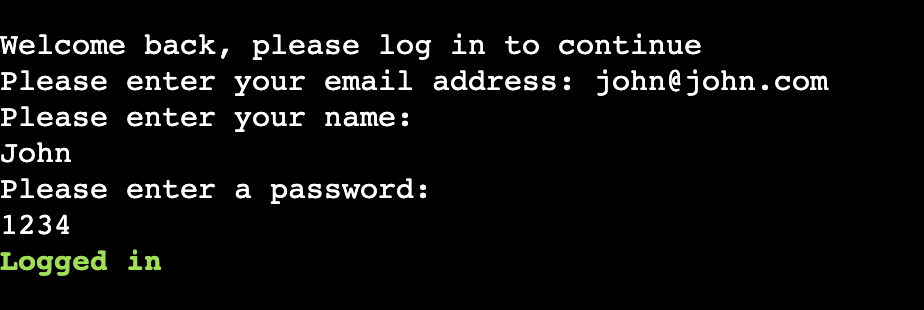 Welcome back, please log in to continue
Please enter your email address: john@john.com
Please enter your name:
John
Please enter a password:
1234
Logged in